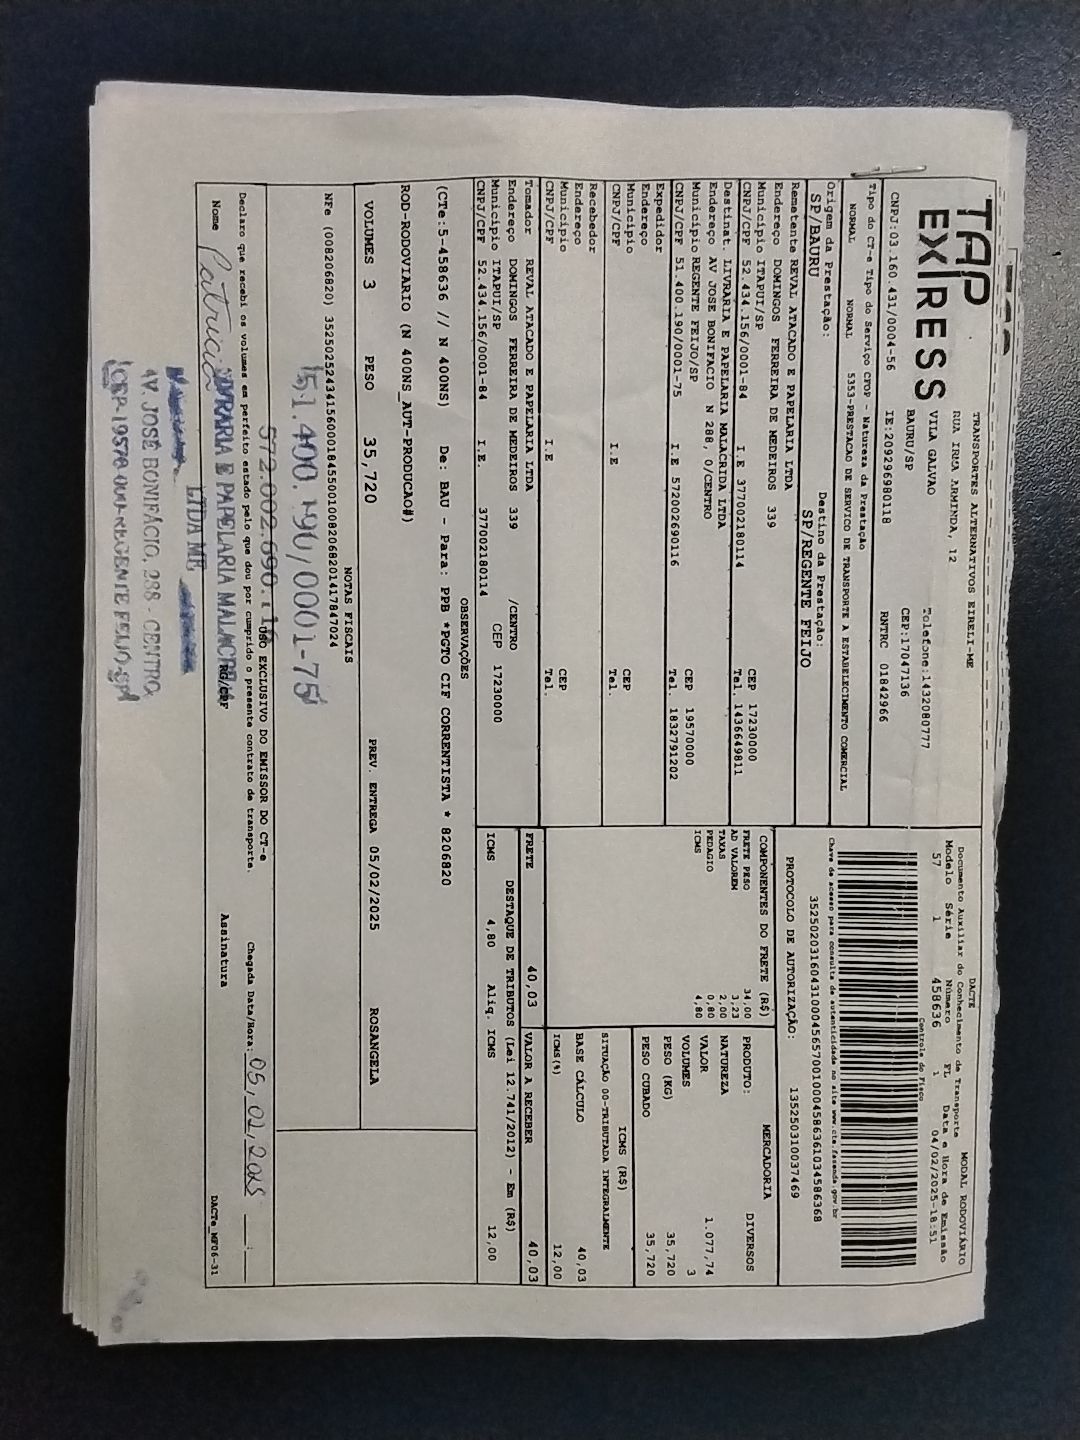 TAP
EXPRESS
TRANSPORTES ALTERNATIVOS EIRELI-ME
RUA IRMA ARMINDA, 12
VILA GALVAO
BAURU/SP
Telefone:1432080777
CEP:17047136
CNPJ:03.160.431/0004-56 IE:209296980118 RNTRC 01842966
Tipo do CT-e Tipo do Serviço CFOP - Natureza da Prestação
NORMAL NORMAL 5353-PRESTACAO DE SERVICO DE TRANSPORTE A ESTABELECIMENTO COMERCIAL
Origem da Prestação: Destino da Prestação:
SP/BAURU SP/REGENTE FEIJO
DACTE MODAL RODOVIÁRIO
Documento Auxiliar do Conhecimento de Transporte
Modelo Série Número FL Data e Hora de Emissão
57 1 458636 1 04/02/2025-18:51
Controle do Fisco
Chave de acesso para consulta de autenticidade no site www.cte.fazenda.gov.br
35250203160431000456570010004586361034586368
PROTOCOLO DE AUTORIZAÇÃO: 135250310037469
Remetente REVAL ATACADO E PAPELARIA LTDA
Endereço DOMINGOS FERREIRA DE MEDEIROS 339
Município ITAPUI/SP CEP 17230000
CNPJ/CPF 52.434.156/0001-84 I.E 377002180114 Tel. 1436649811
Destinat. LIVRARIA E PAPELARIA MALACRIDA LTDA
Endereço AV JOSE BONIFACIO N 288, 0/CENTRO
Município REGENTE FEIJO/SP CEP 19570000
CNPJ/CPF 51.400.190/0001-75 I.E 572002690116 Tel. 1832791202
Expedidor
Endereço
Município CEP
CNPJ/CPF I.E Tel.
Recebedor
Endereço
Município CEP
CNPJ/CPF I.E Tel.
Tomador REVAL ATACADO E PAPELARIA LTDA
Endereço DOMINGOS FERREIRA DE MEDEIROS 339 /CENTRO
Município ITAPUI/SP CEP 17230000
CNPJ/CPF 52.434.156/0001-84 I.E. 377002180114
COMPONENTES DO FRETE (R$)
FRETE PESO 34,00
AD VALOREM 3,23
TAXAS 2,00
PEDAGIO 0,80
ICMS 4,80
MERCADORIA
PRODUTO: DIVERSOS
NATUREZA
VALOR 1.077,74
VOLUMES 3
PESO (KG) 35,720
PESO CUBADO 35,720
ICMS (R$)
SITUAÇÃO 00-TRIBUTADA INTEGRALMENTE
BASE CÁLCULO 40,03
ICMS(%) 12,00
FRETE 40,03 VALOR A RECEBER 40,03
DESTAQUE DE TRIBUTOS (Lei 12.741/2012) - Em (R$)
ICMS 4,80 Aliq. ICMS 12,00
OBSERVAÇÕES
(CTe:5-458636 // N 400NS) De: BAU - Para: PPB *PGTO CIF CORRENTISTA * 8206820
ROD-RODOVIARIO (N 400NS_AUT-PRODUCAO#)
VOLUMES 3 PESO 35,720 PREV. ENTREGA 05/02/2025 ROSANGELA
NOTAS FISCAIS
NFe (008206820) 35250252434156000184550010082068201417847024
51.400.190/0001-75
572.002.690.116
USO EXCLUSIVO DO EMISSOR DO CT-e
Declaro que recebi os volumes em perfeito estado pelo que dou por cumprido o presente contrato de transporte.
Chegada Data/Hora: 05/02/2025 :
Nome Patricia RG/CPF Assinatura DACTe_MF06-31
LIVRARIA E PAPELARIA MALACRIDA
LTDA ME
AV. JOSÉ BONIFÁCIO, 288 - CENTRO
CEP 19570-000-REGENTE FEIJO-SP